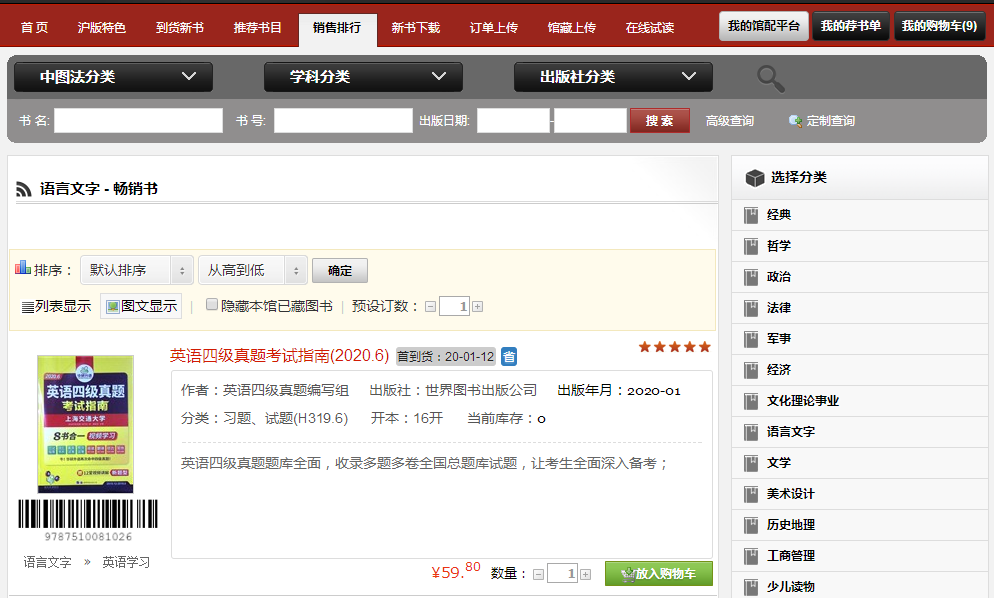 首 页 沪版特色 到货新书 推荐书目 销售排行 新书下载 订单上传 馆藏上传 在线试读 我的馆配平台 我的荐书单 我的购物车(9)
中图法分类 学科分类 出版社分类
书 名: 书 号: 出版日期: - 搜 索 高级查询 定制查询
语言文字 - 畅销书
排序： 默认排序 从高到低 确定
列表显示 图文显示 | 隐藏本馆已藏图书 | 预设订数： 1
英语四级真题考试指南(2020.6) 首到货：20-01-12 省
作者：英语四级真题编写组 出版社：世界图书出版公司 出版年月：2020-01
分类：习题、试题(H319.6) 开本：16开 当前库存：0
英语四级真题题库全面，收录多题多卷全国总题库试题，让考生全面深入备考；
2020.6
英语四级真题
考试指南
上海交通大学
8书合一 视频学习
9787510081026
语言文字 » 英语学习
¥59.80 数量： 1 放入购物车
选择分类
经典
哲学
政治
法律
军事
经济
文化理论事业
语言文字
文学
美术设计
历史地理
工商管理
少儿读物